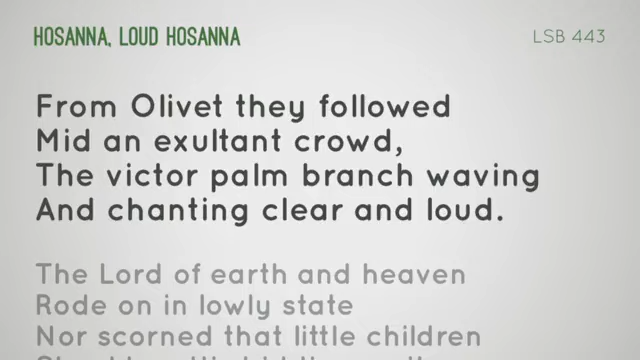 HOSANNA, LOUD HOSANNA
LSB 443
From Olivet they followed
Mid an exultant crowd,
The victor palm branch waving
And chanting clear and loud.
The Lord of earth and heaven
Rode on in lowly state
Nor scorned that little children